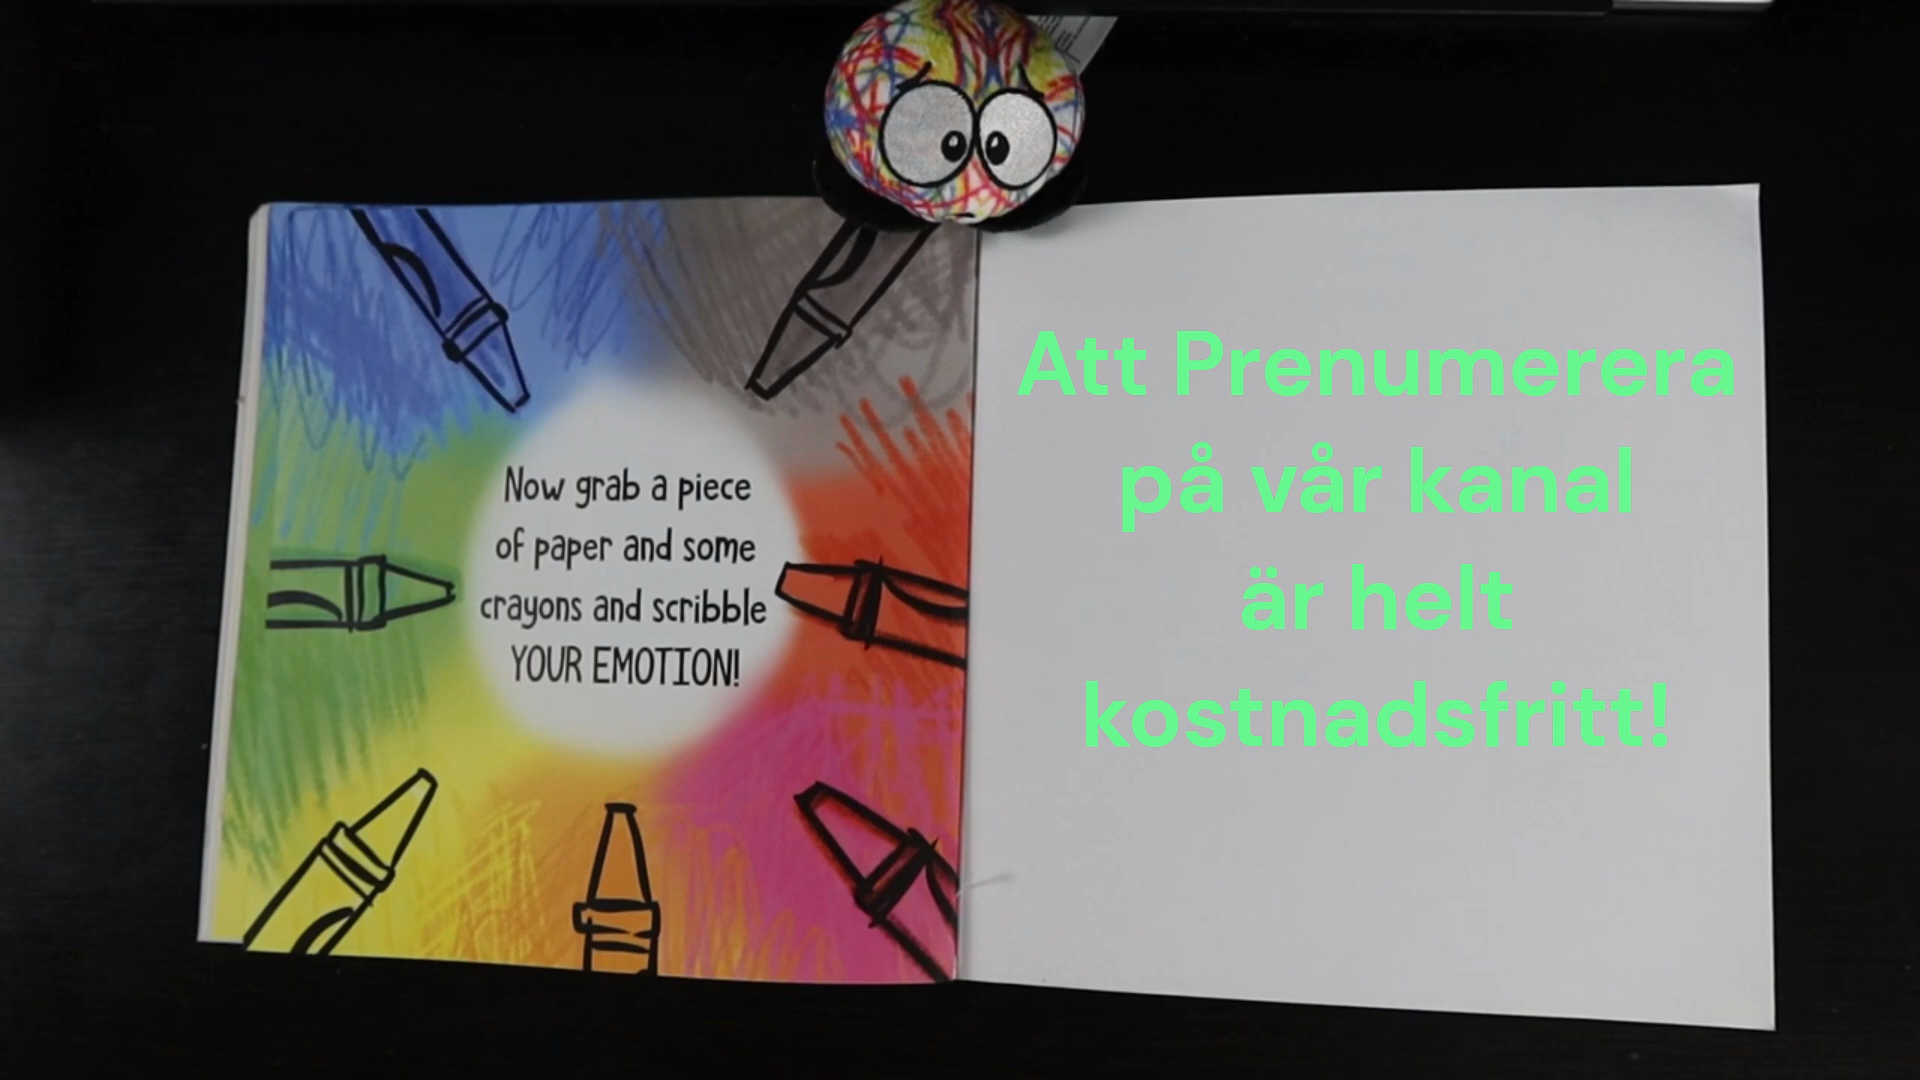 Now grab a piece
of paper and some
crayons and scribble
YOUR EMOTION!
Att Prenumerera
på vår kanal
är helt
kostnadsfritt!